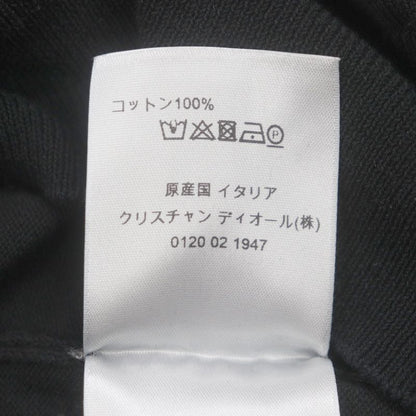 コットン100%
P
原産国 イタリア
クリスチャン ディオール(株)
0120 02 1947